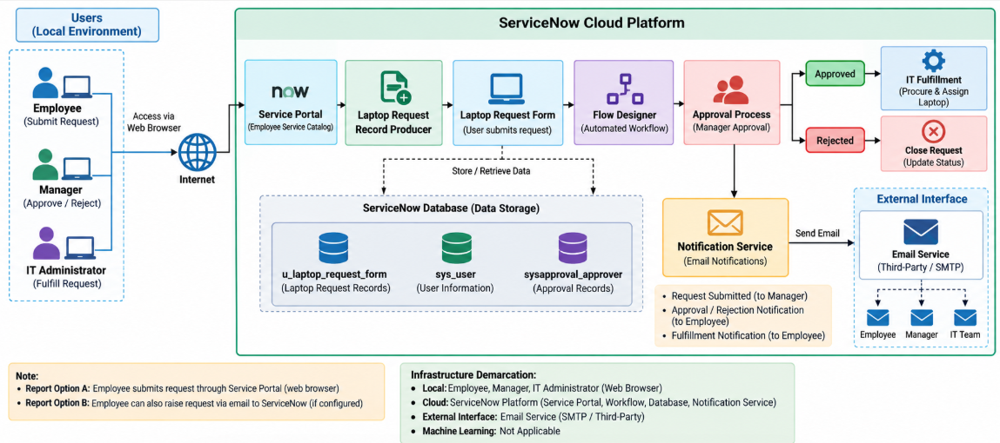 Users
(Local Environment)
ServiceNow Cloud Platform
Employee
(Submit Request)
Manager
(Approve / Reject)
IT Administrator
(Fulfill Request)
Access via
Web Browser
Internet
now
Service Portal
(Employee Service Catalog)
Laptop Request
Record Producer
Laptop Request Form
(User submits request)
Flow Designer
(Automated Workflow)
Approval Process
(Manager Approval)
Approved
Rejected
IT Fulfillment
(Procure & Assign
Laptop)
Close Request
(Update Status)
Store / Retrieve Data
ServiceNow Database (Data Storage)
u_laptop_request_form
(Laptop Request Records)
sys_user
(User Information)
sysapproval_approver
(Approval Records)
Notification Service
(Email Notifications)
Send Email
• Request Submitted (to Manager)
• Approval / Rejection Notification
(to Employee)
• Fulfillment Notification (to Employee)
External Interface
Email Service
(Third-Party / SMTP)
Employee
Manager
IT Team
Note:
• Report Option A: Employee submits request through Service Portal (web browser)
• Report Option B: Employee can also raise request via email to ServiceNow (if configured)
Infrastructure Demarcation:
• Local: Employee, Manager, IT Administrator (Web Browser)
• Cloud: ServiceNow Platform (Service Portal, Workflow, Database, Notification Service)
• External Interface: Email Service (SMTP / Third-Party)
• Machine Learning: Not Applicable